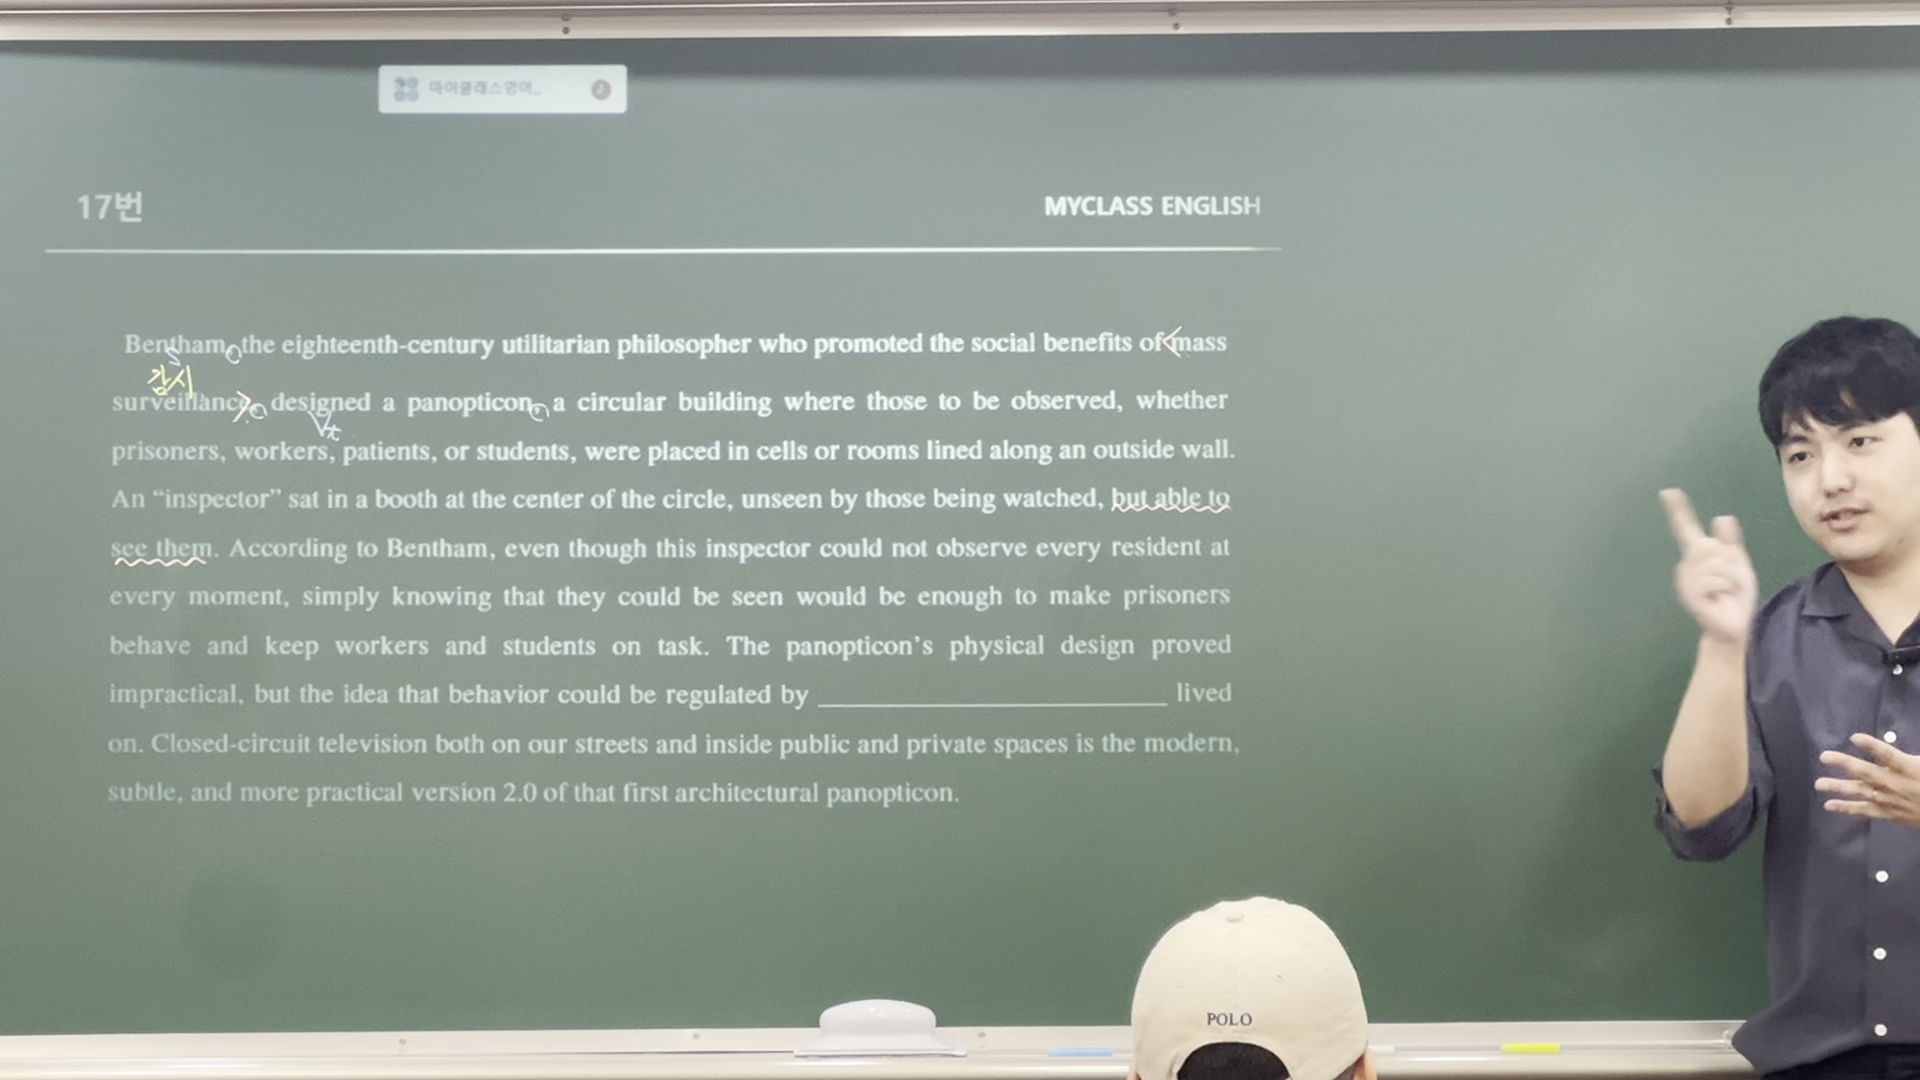 마이클래스영어_
17번
MYCLASS ENGLISH
Bentham, the eighteenth-century utilitarian philosopher who promoted the social benefits of <mass
S
감시
surveillance>, designed a panopticon, a circular building where those to be observed, whether
Vt
prisoners, workers, patients, or students, were placed in cells or rooms lined along an outside wall.
An “inspector” sat in a booth at the center of the circle, unseen by those being watched, but able to
see them. According to Bentham, even though this inspector could not observe every resident at
every moment, simply knowing that they could be seen would be enough to make prisoners
behave and keep workers and students on task. The panopticon’s physical design proved
impractical, but the idea that behavior could be regulated by ____________________ lived
on. Closed-circuit television both on our streets and inside public and private spaces is the modern,
subtle, and more practical version 2.0 of that first architectural panopticon.
POLO